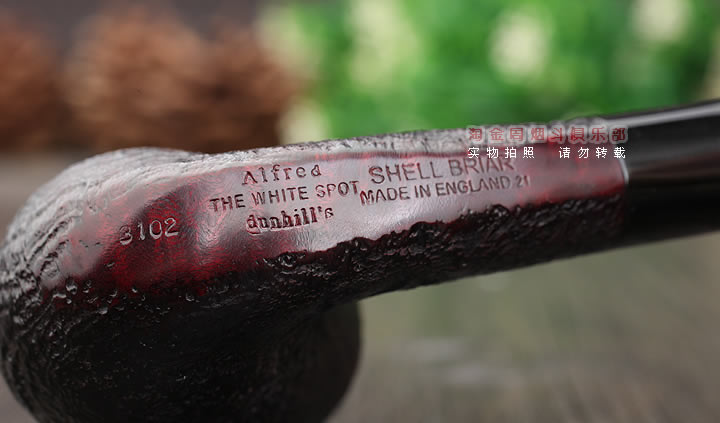 淘金阁烟斗俱乐部
实物拍照 请勿转载
Alfred
THE WHITE SPOT
dunhill's
SHELL BRIAR
MADE IN ENGLAND 21
3102